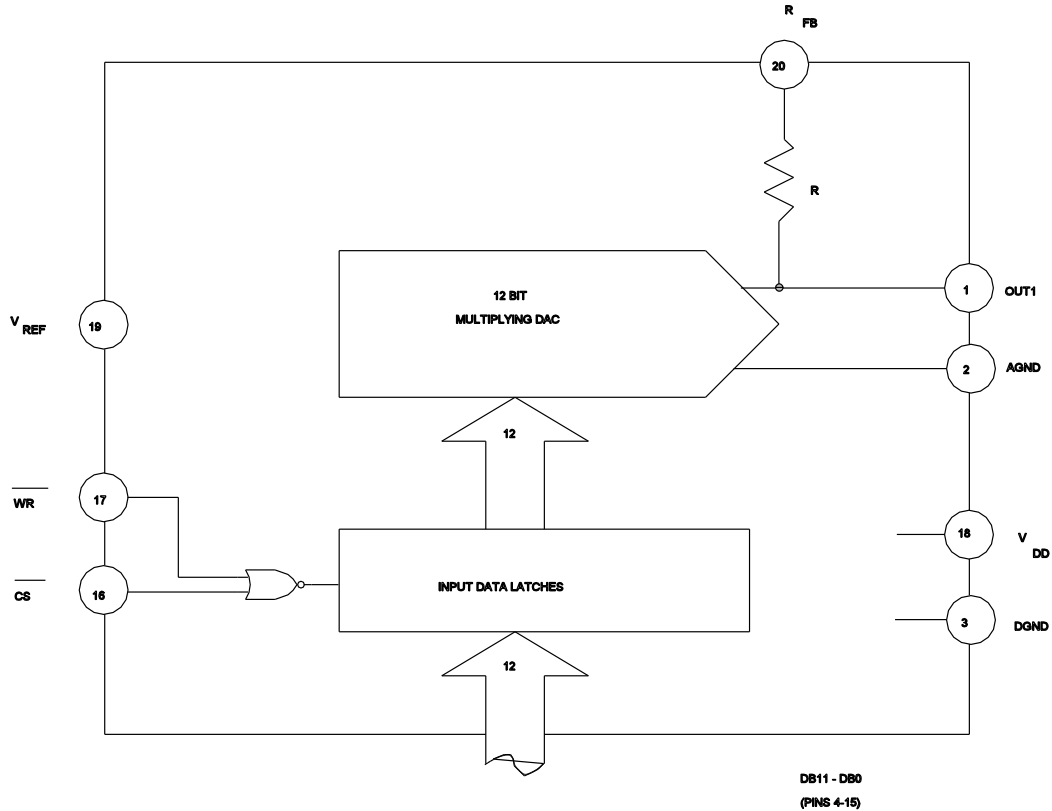 R FB
20
R
12 BIT
MULTIPLYING DAC
1 OUT1
V REF 19
2 AGND
12
WR 17
18 V DD
CS 16
INPUT DATA LATCHES
3 DGND
12
DB11 - DB0
(PINS 4-15)